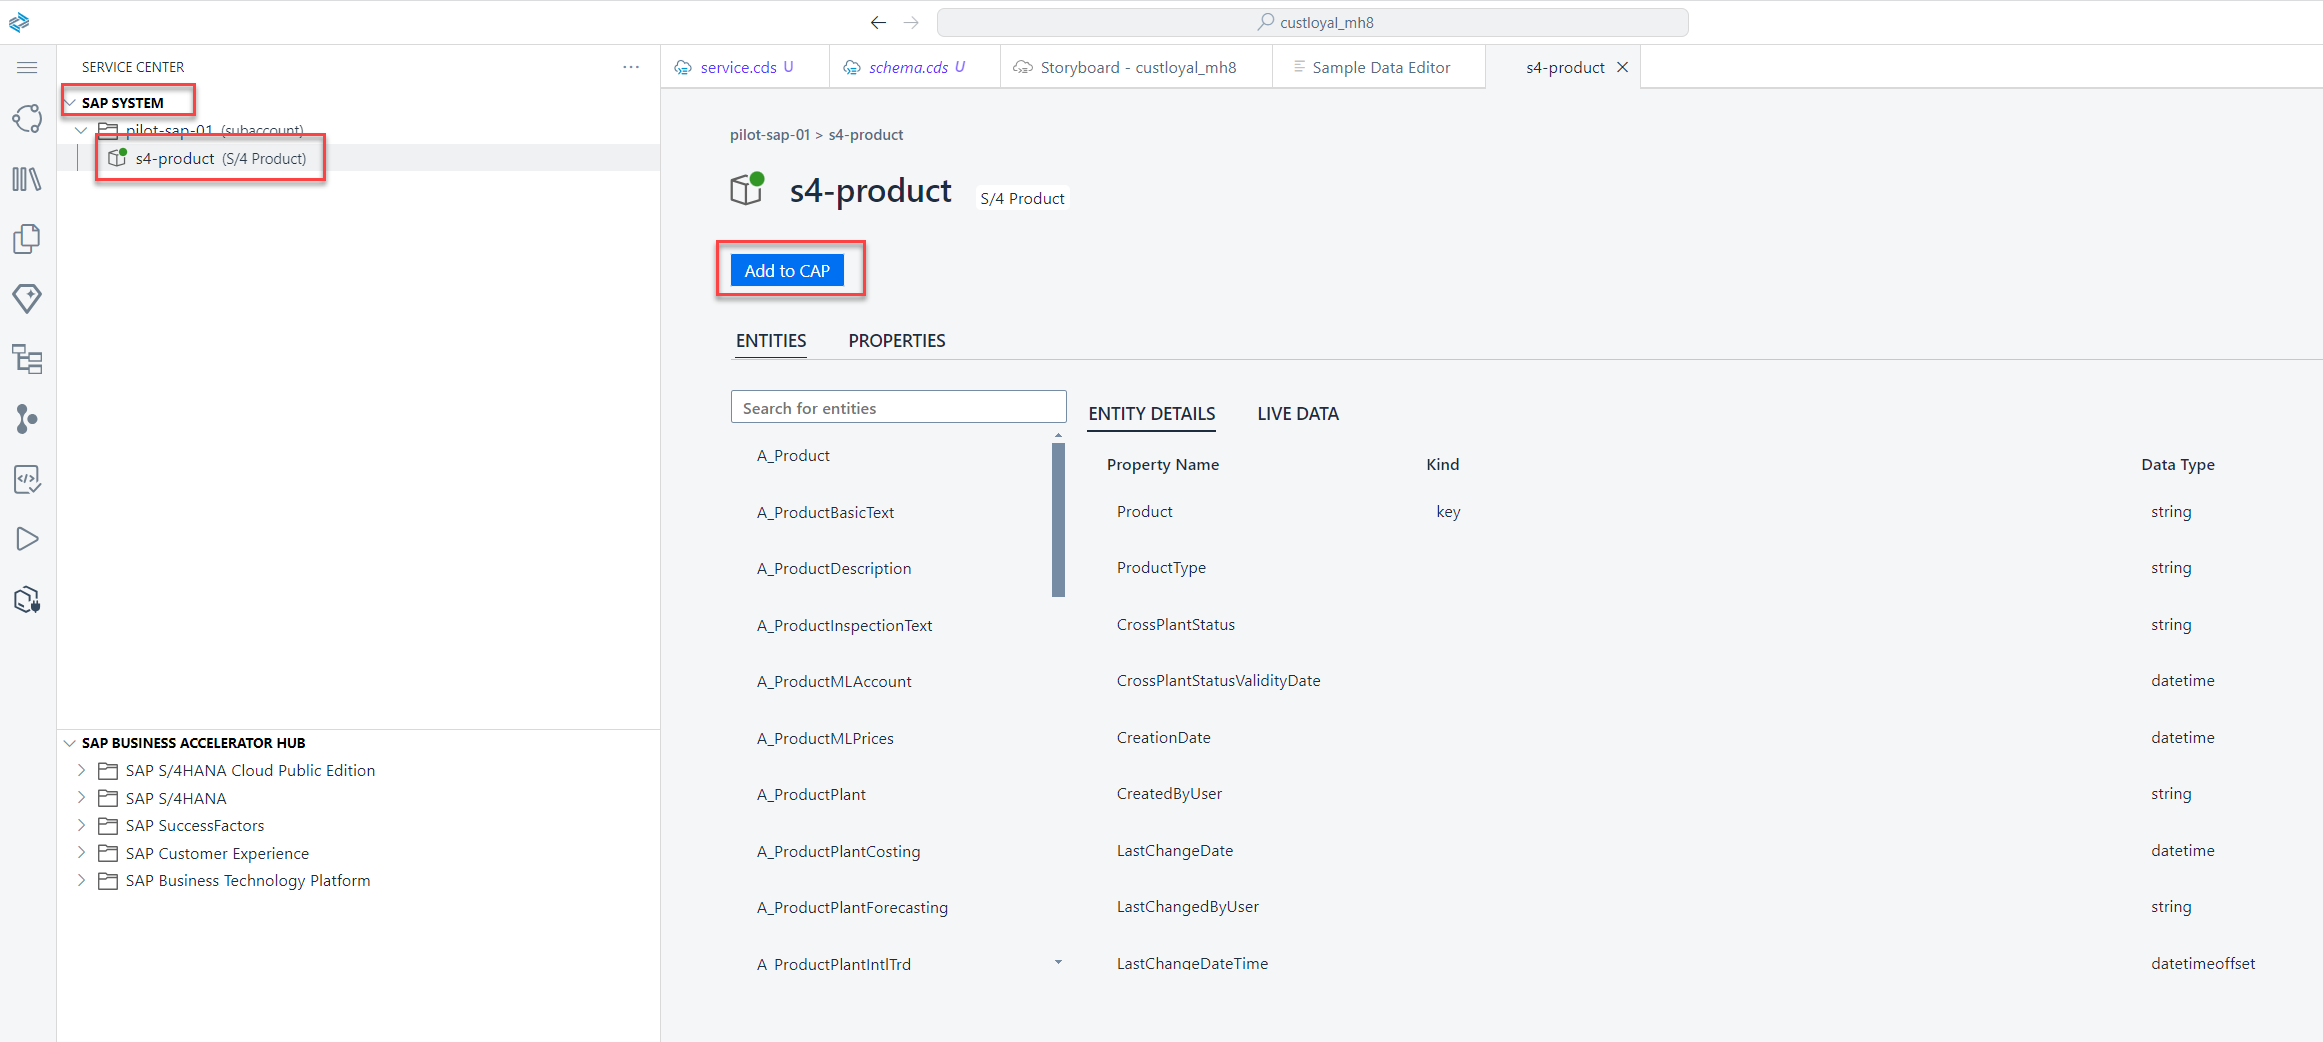 custloyal_mh8
SERVICE CENTER
SAP SYSTEM
pilot-sap-01 (subaccount)
s4-product (S/4 Product)
SAP BUSINESS ACCELERATOR HUB
SAP S/4HANA Cloud Public Edition
SAP S/4HANA
SAP SuccessFactors
SAP Customer Experience
SAP Business Technology Platform
service.cds U
schema.cds U
Storyboard - custloyal_mh8
Sample Data Editor
s4-product
pilot-sap-01 > s4-product
s4-product S/4 Product
Add to CAP
ENTITIES PROPERTIES
Search for entities
A_Product
A_ProductBasicText
A_ProductDescription
A_ProductInspectionText
A_ProductMLAccount
A_ProductMLPrices
A_ProductPlant
A_ProductPlantCosting
A_ProductPlantForecasting
A_ProductPlantIntlTrd
ENTITY DETAILS LIVE DATA
Property Name Kind Data Type
Product key string
ProductType string
CrossPlantStatus string
CrossPlantStatusValidityDate datetime
CreationDate datetime
CreatedByUser string
LastChangeDate datetime
LastChangedByUser string
LastChangeDateTime datetimeoffset